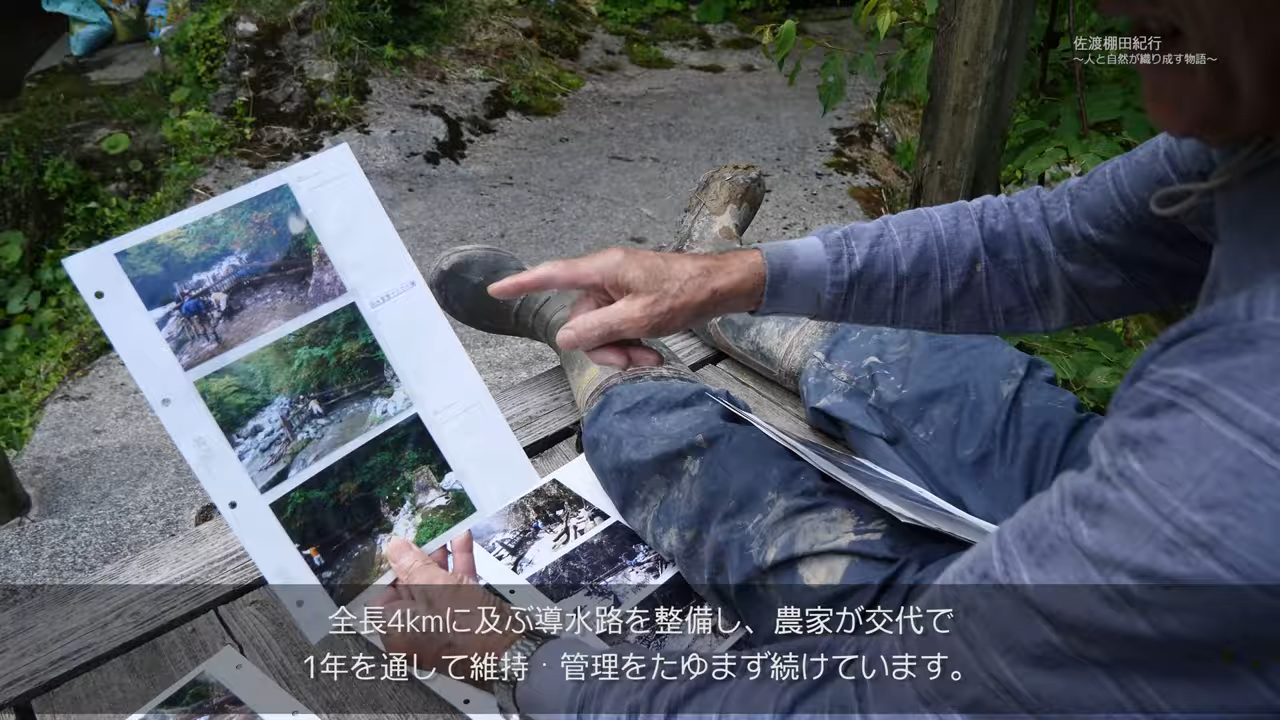 佐渡棚田紀行
～人と自然が織り成す物語～
全長4kmに及ぶ導水路を整備し、農家が交代で
1年を通して維持・管理をたゆまず続けています。